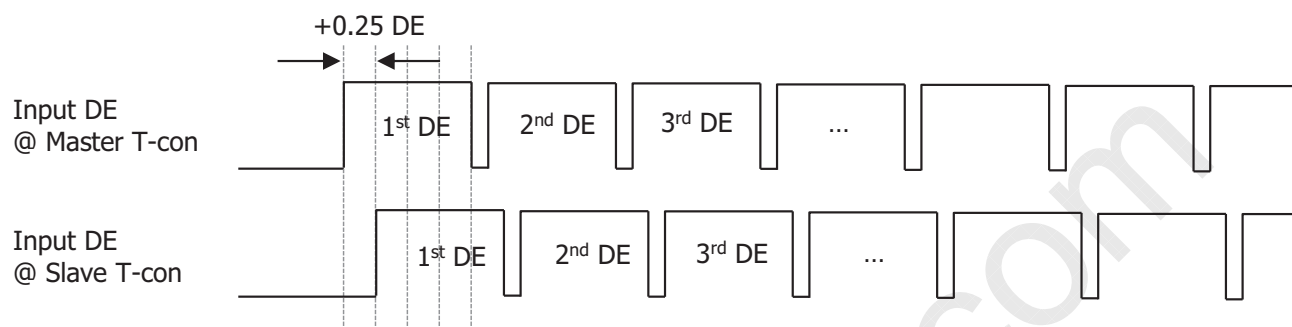 +0.25 DE
Input DE
@ Master T-con
1st DE
2nd DE
3rd DE
...
Input DE
@ Slave T-con
1st DE
2nd DE
3rd DE
...
com